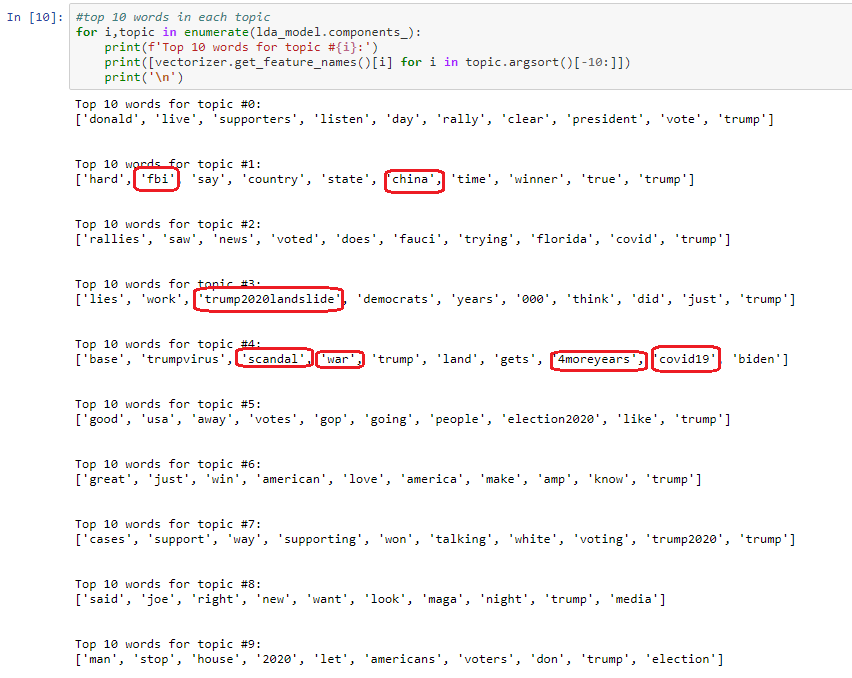 In [10]: #top 10 words in each topic
for i,topic in enumerate(lda_model.components_):
    print(f'Top 10 words for topic #{i}:')
    print([vectorizer.get_feature_names()[i] for i in topic.argsort()[-10:]])
    print('\n')
Top 10 words for topic #0:
['donald', 'live', 'supporters', 'listen', 'day', 'rally', 'clear', 'president', 'vote', 'trump']
Top 10 words for topic #1:
['hard', 'fbi', 'say', 'country', 'state', 'china', 'time', 'winner', 'true', 'trump']
Top 10 words for topic #2:
['rallies', 'saw', 'news', 'voted', 'does', 'fauci', 'trying', 'florida', 'covid', 'trump']
Top 10 words for topic #3:
['lies', 'work', 'trump2020landslide', 'democrats', 'years', '000', 'think', 'did', 'just', 'trump']
Top 10 words for topic #4:
['base', 'trumpvirus', 'scandal', 'war', 'trump', 'land', 'gets', '4moreyears', 'covid19', 'biden']
Top 10 words for topic #5:
['good', 'usa', 'away', 'votes', 'gop', 'going', 'people', 'election2020', 'like', 'trump']
Top 10 words for topic #6:
['great', 'just', 'win', 'american', 'love', 'america', 'make', 'amp', 'know', 'trump']
Top 10 words for topic #7:
['cases', 'support', 'way', 'supporting', 'won', 'talking', 'white', 'voting', 'trump2020', 'trump']
Top 10 words for topic #8:
['said', 'joe', 'right', 'new', 'want', 'look', 'maga', 'night', 'trump', 'media']
Top 10 words for topic #9:
['man', 'stop', 'house', '2020', 'let', 'americans', 'voters', 'don', 'trump', 'election']